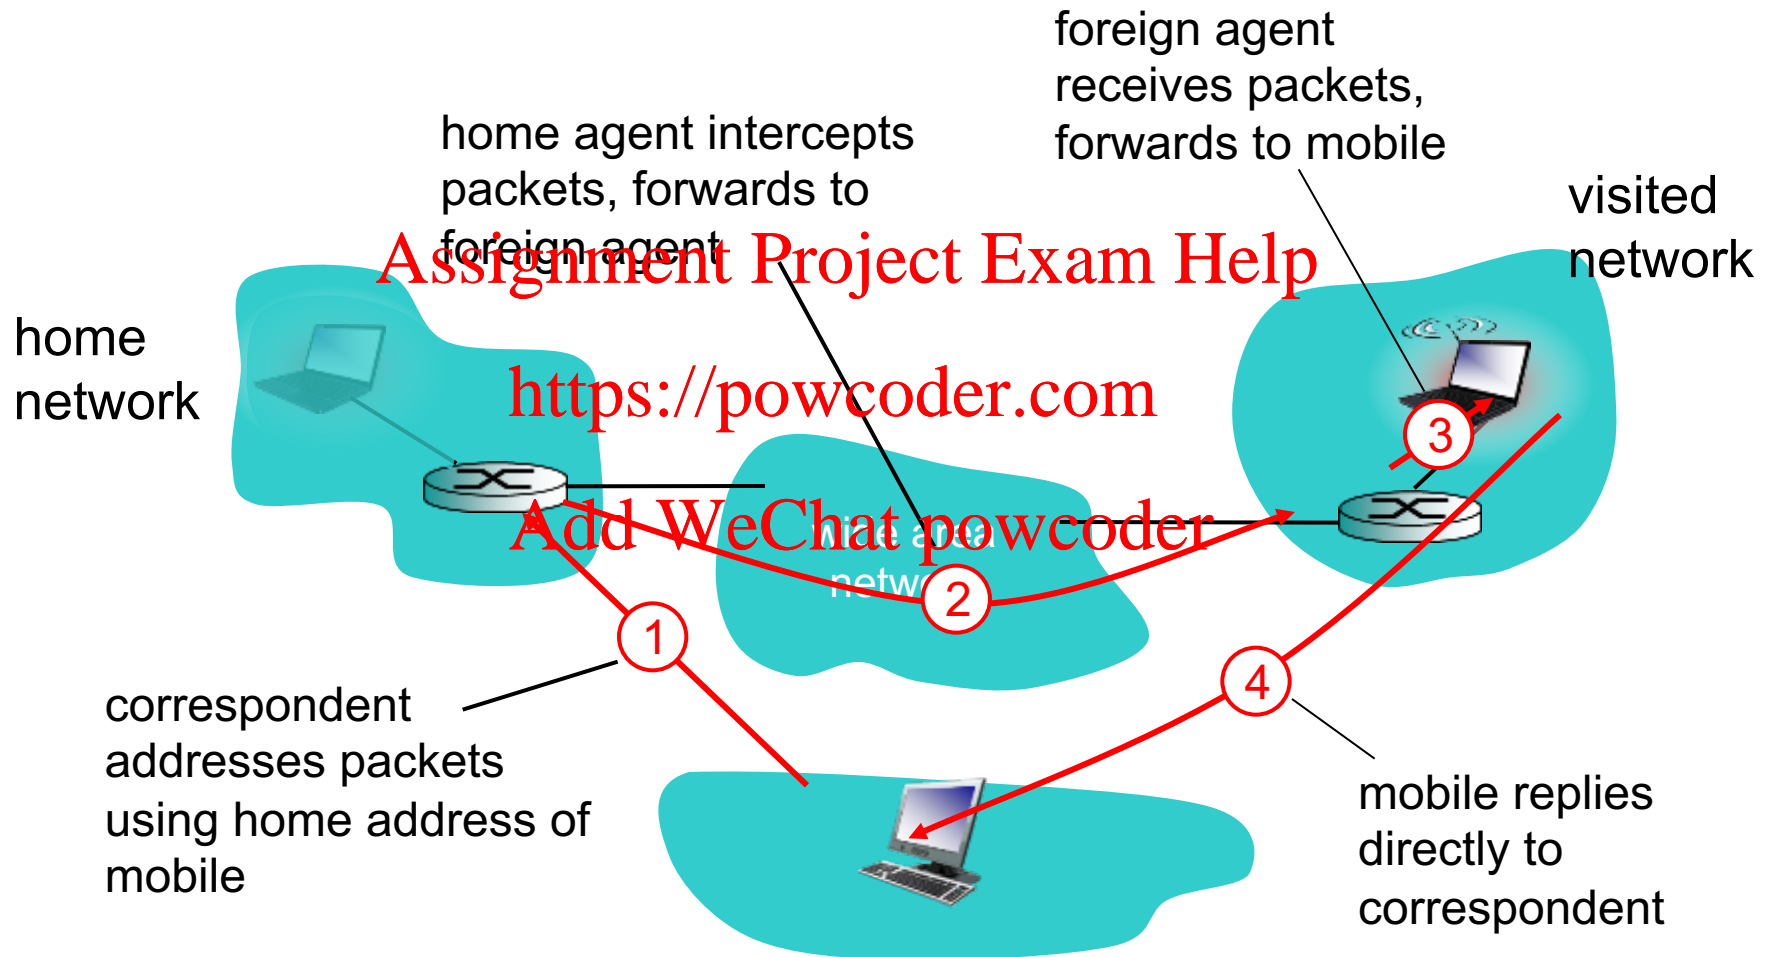 foreign agent
receives packets,
forwards to mobile
home agent intercepts
packets, forwards to
foreign agent
visited
network
Assignment Project Exam Help
home
network
https://powcoder.com
Add WeChat powcoder
wide area
3
2
1
4
correspondent
addresses packets
using home address of
mobile
mobile replies
directly to
correspondent